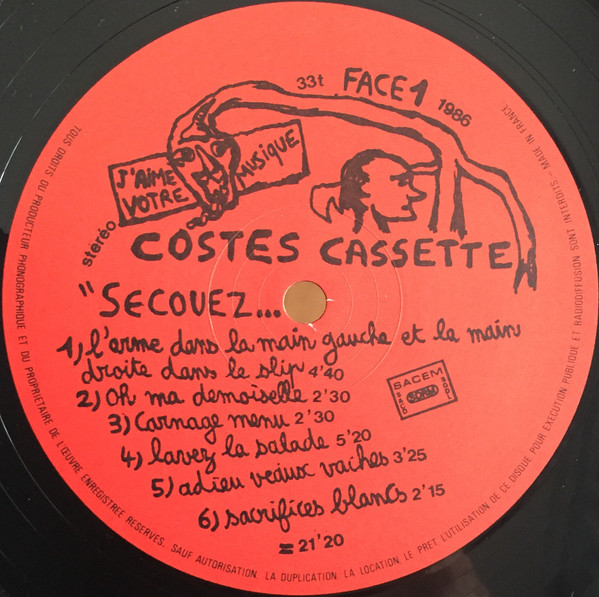 33t FACE 1 1986
J'AIME VOTRE MUSIQUE
stéréo
COSTES CASSETTE
"SECOUEZ...
1) l'arme dans la main gauche et la main
droite dans le slip 4'40
2) Oh ma demoiselle 2'30
3) Carnage menu 2'30
4) lavez la salade 5'20
5) adieu veaux vaches 3'25
6) sacrifices blancs 2'15
= 21'20
SACEM
SACD
SDRM
SGDL
TOUS DROITS DU PRODUCTEUR PHONOGRAPHIQUE ET DU PROPRIETAIRE DE L'ŒUVRE ENREGISTREE RESERVES. SAUF AUTORISATION LA DUPLICATION, LA LOCATION, LE PRET L'UTILISATION DE CE DISQUE POUR EXECUTION PUBLIQUE ET RADIODIFFUSION SONT INTERDITS - MADE IN FRANCE